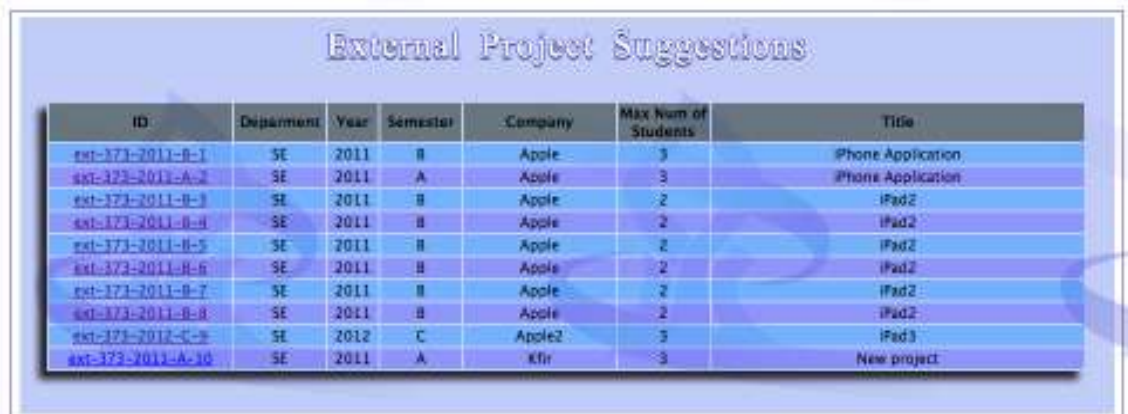 External Project Suggestions
ID Deparment Year Semester Company Max Num of Students Title
ext-373-2011-B-1 SE 2011 B Apple 3 iPhone Application
ext-373-2011-A-2 SE 2011 A Apple 3 iPhone Application
ext-373-2011-B-3 SE 2011 B Apple 2 iPad2
ext-373-2011-B-4 SE 2011 B Apple 2 iPad2
ext-373-2011-B-5 SE 2011 B Apple 2 iPad2
ext-373-2011-B-6 SE 2011 B Apple 2 iPad2
ext-373-2011-B-7 SE 2011 B Apple 2 iPad2
ext-373-2011-B-8 SE 2011 B Apple 2 iPad2
ext-373-2012-C-9 SE 2012 C Apple2 3 iPad3
ext-373-2011-A-10 SE 2011 A Kfir 3 New project